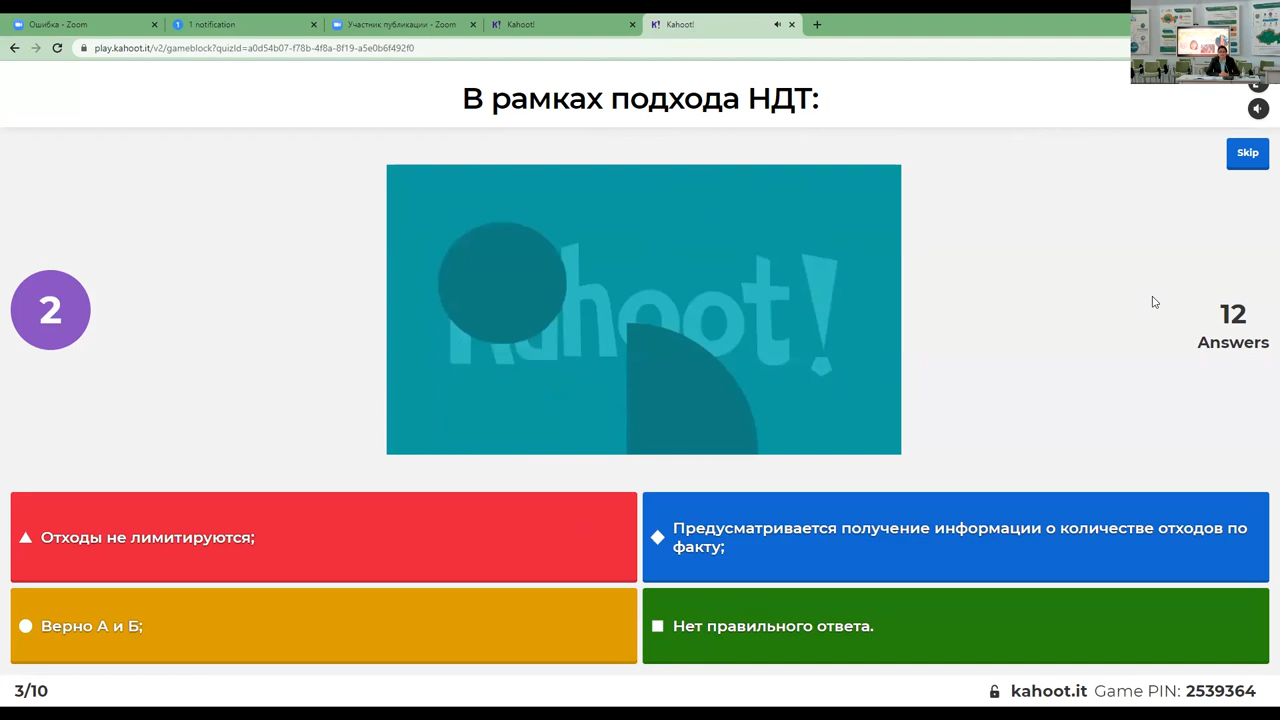 Ошибка - Zoom
1 notification
Участник публикации - Zoom
Kahoot!
Kahoot!
play.kahoot.it/v2/gameblock?quizId=a0d54b07-f78b-4f8a-8f19-a5e0b6f492f0
В рамках подхода НДТ:
Skip
Kahoot!
2
12
Answers
Отходы не лимитируются;
Предусматривается получение информации о количестве отходов по
факту;
Верно А и Б;
Нет правильного ответа.
3/10
kahoot.it Game PIN: 2539364